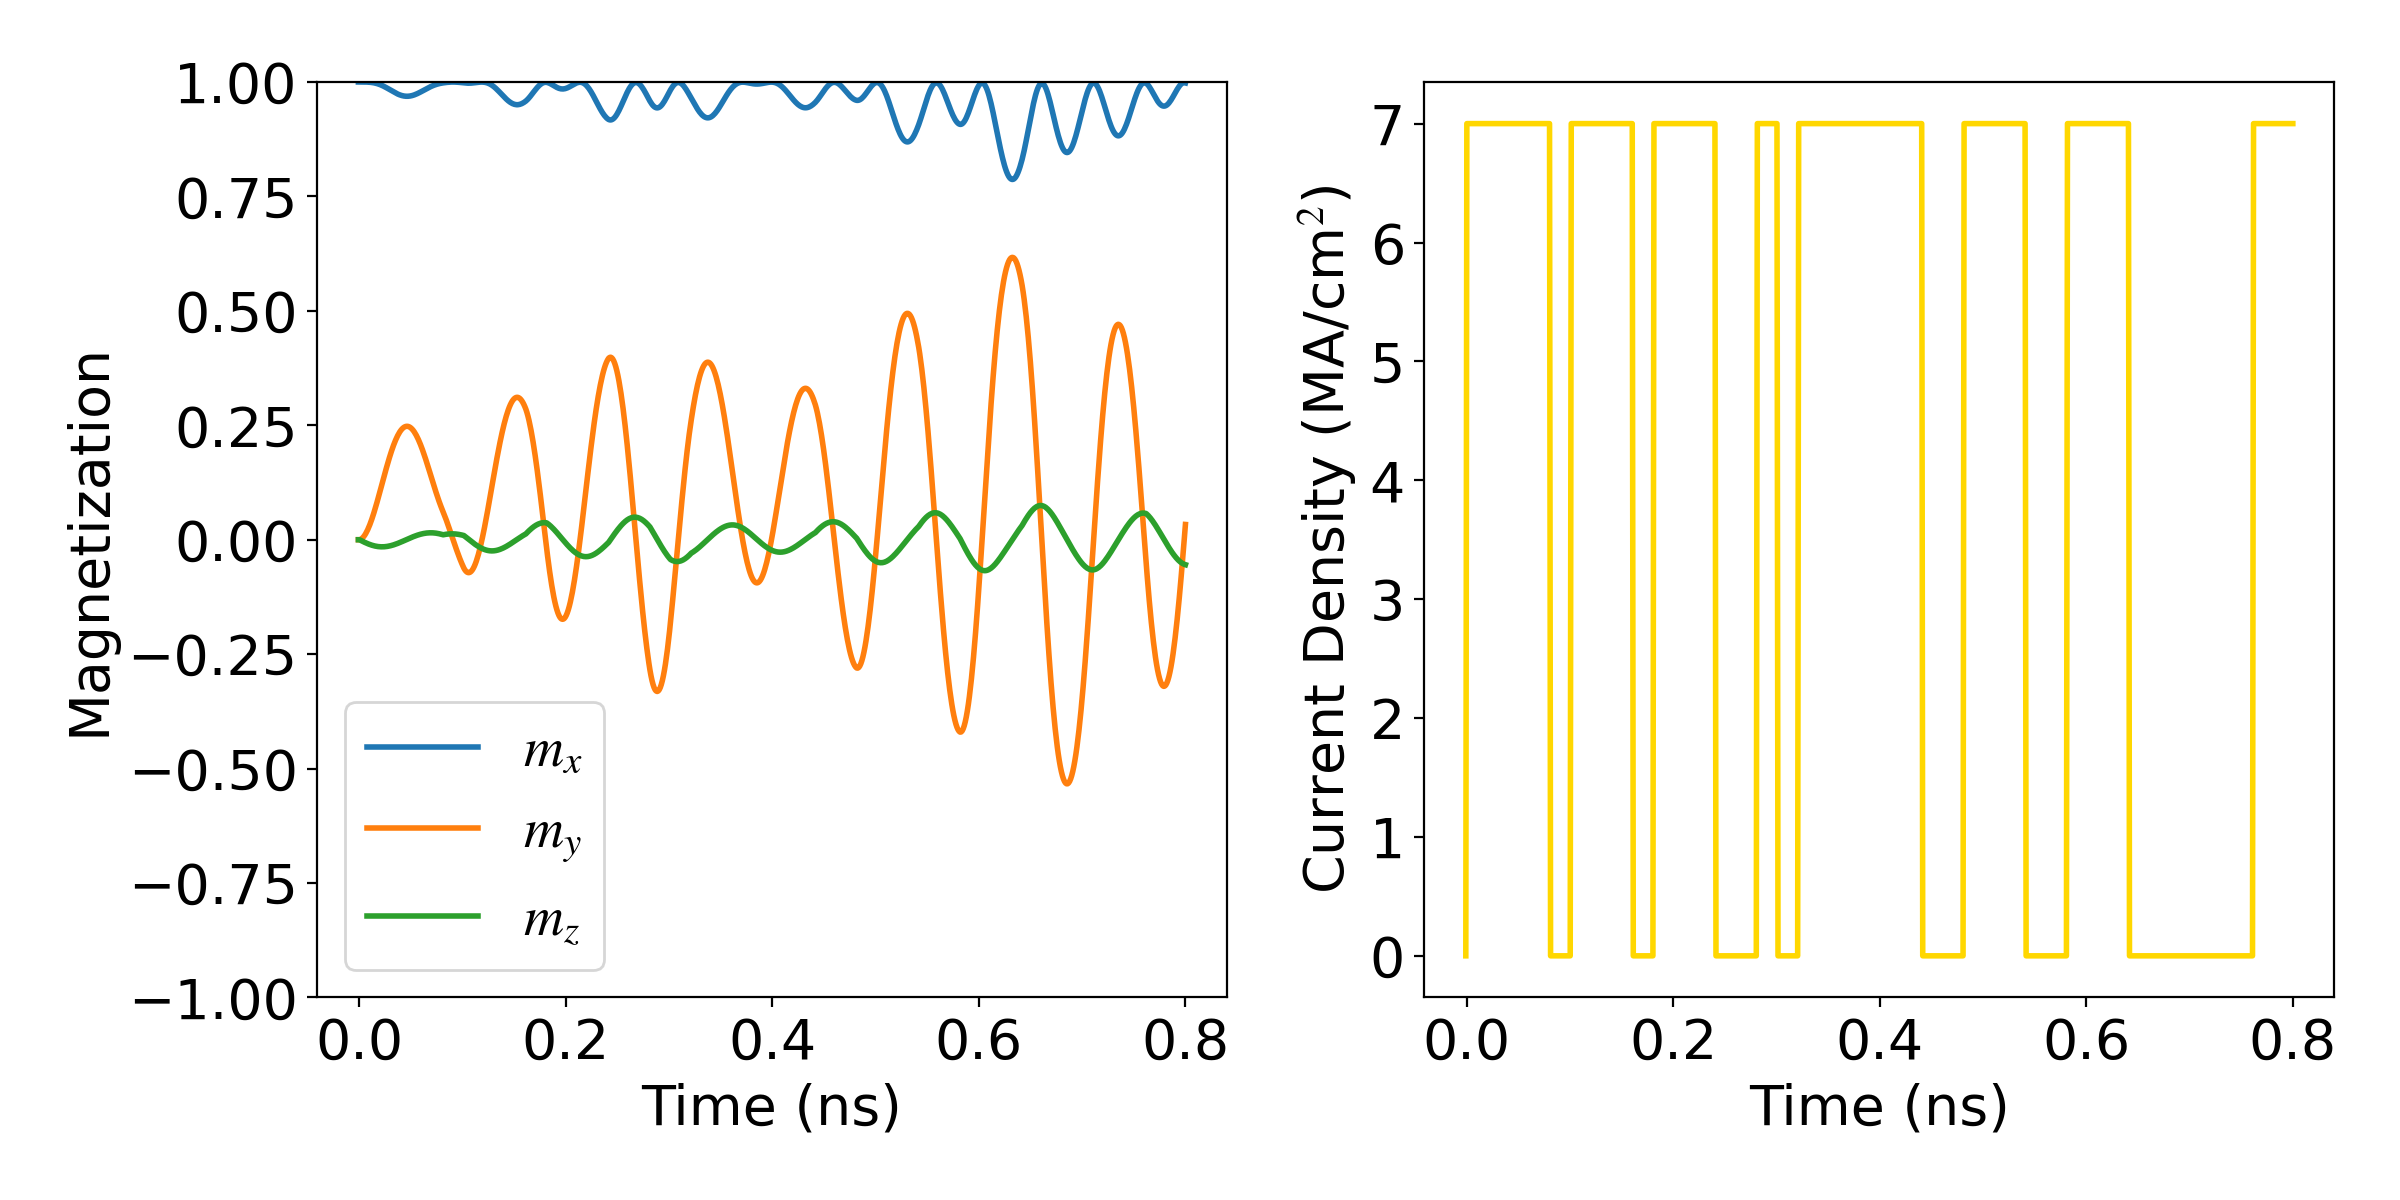 1.00
0.75
0.50
0.25
0.00
−0.25
−0.50
−0.75
−1.00
Magnetization
m_x
m_y
m_z
0.0 0.2 0.4 0.6 0.8
Time (ns)
7
6
5
4
3
2
1
0
Current Density (MA/cm²)
0.0 0.2 0.4 0.6 0.8
Time (ns)